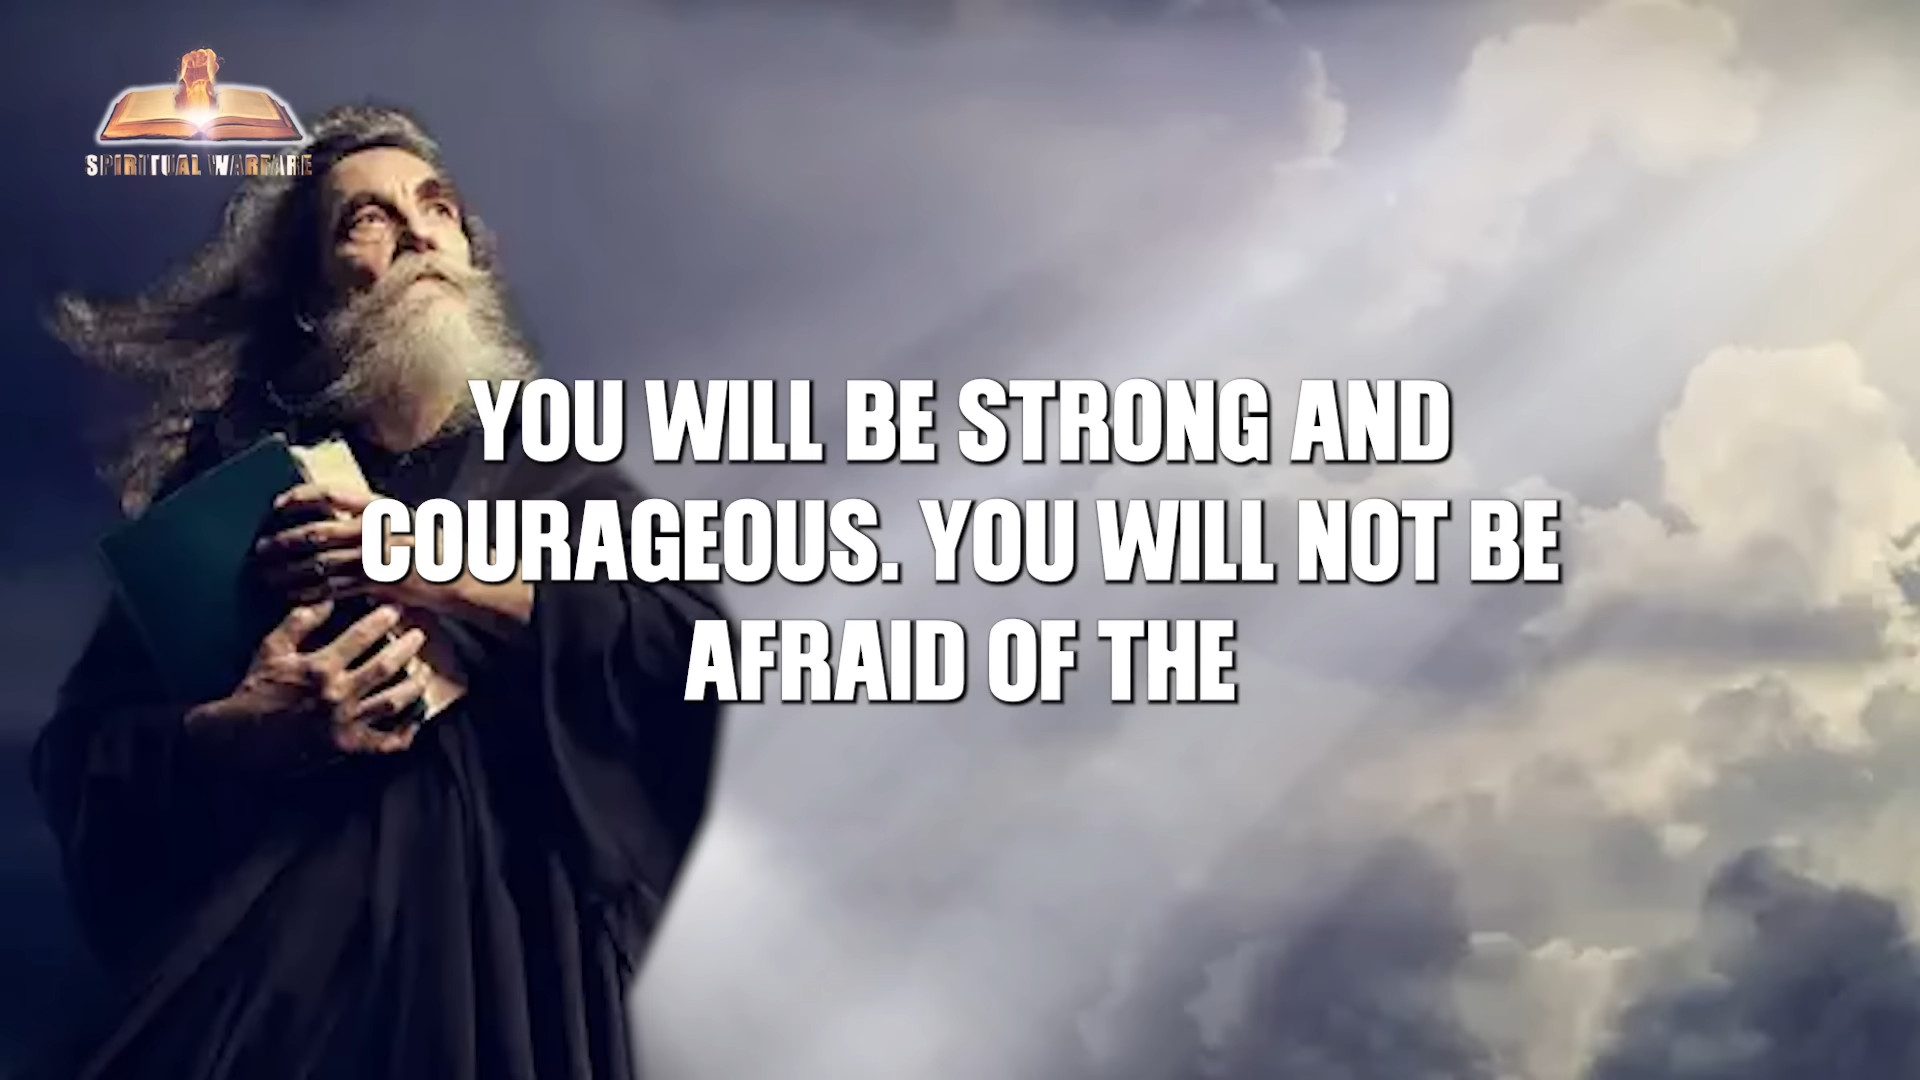 SPIRITUAL WARFARE
YOU WILL BE STRONG AND
COURAGEOUS. YOU WILL NOT BE
AFRAID OF THE